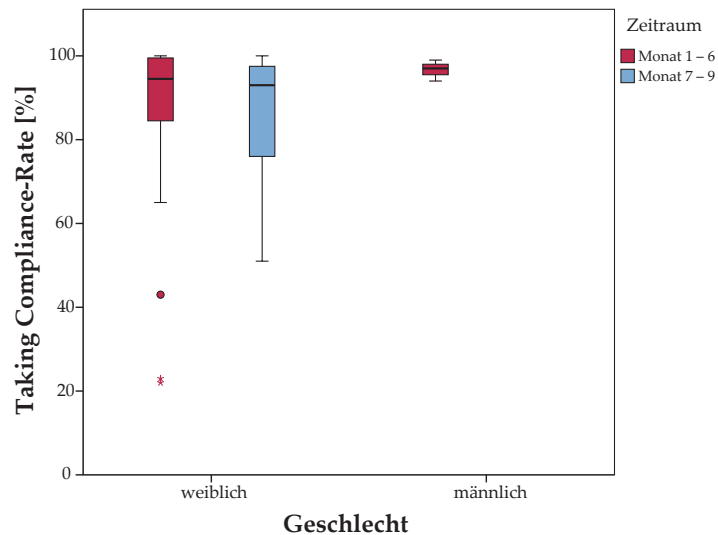 Zeitraum
Monat 1 – 6
Monat 7 – 9
Taking Compliance-Rate [%]
100
80
60
40
20
0
weiblich
männlich
Geschlecht